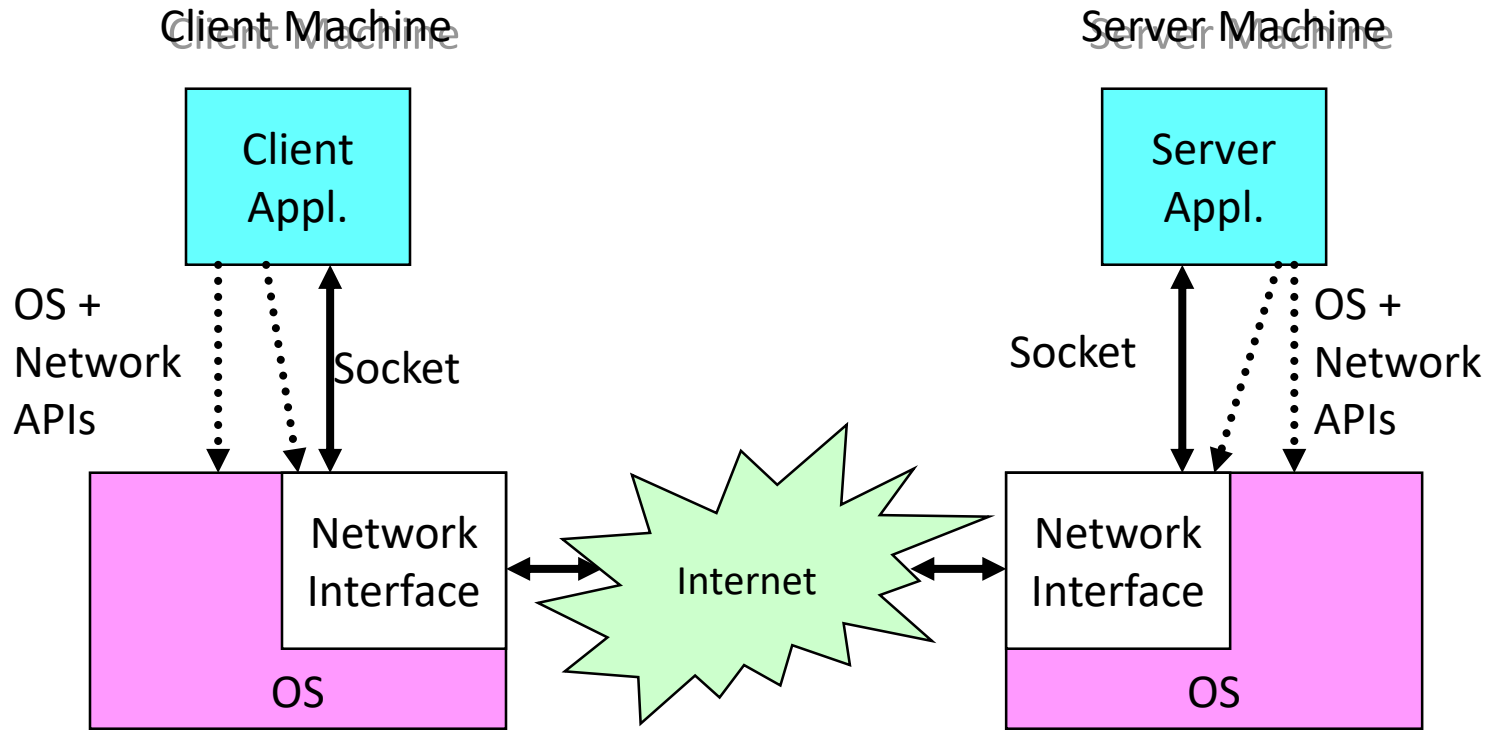 Client Machine
Server Machine
Client
Appl.
Server
Appl.
OS +
Network
APIs
Socket
Socket
OS +
Network
APIs
Network
Interface
Internet
Network
Interface
OS
OS